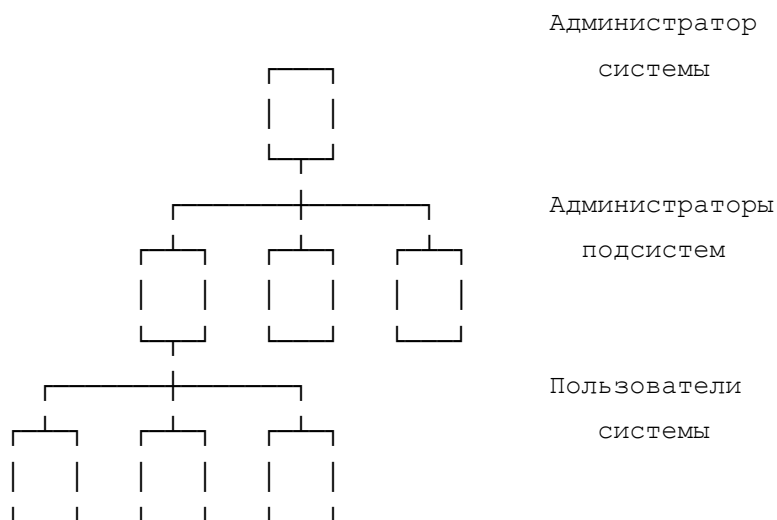 Администратор
системы
Администраторы
подсистем
Пользователи
системы